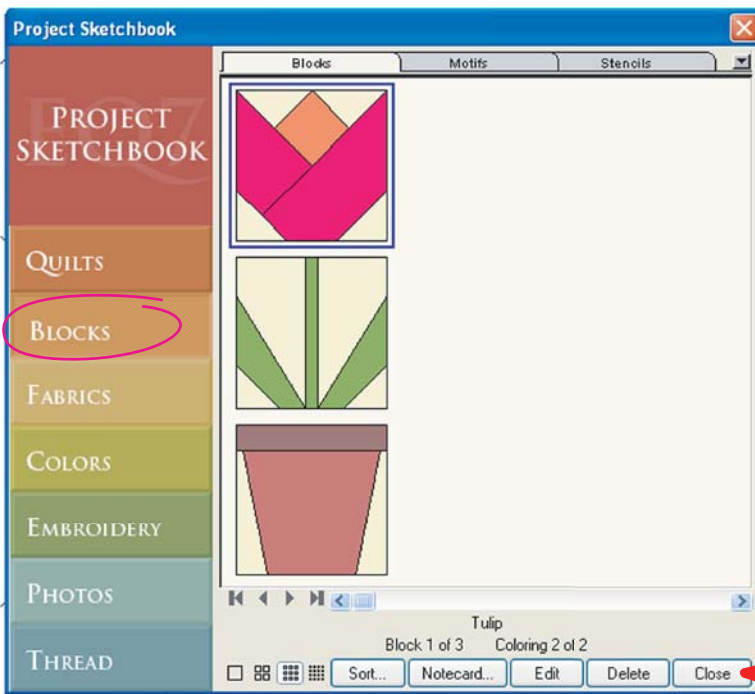 Project Sketchbook
EQ7
PROJECT
SKETCHBOOK
QUILTS
BLOCKS
FABRICS
COLORS
EMBROIDERY
PHOTOS
THREAD
Blocks Motifs Stencils
Tulip
Block 1 of 3 Coloring 2 of 2
Sort... Notecard... Edit Delete Close